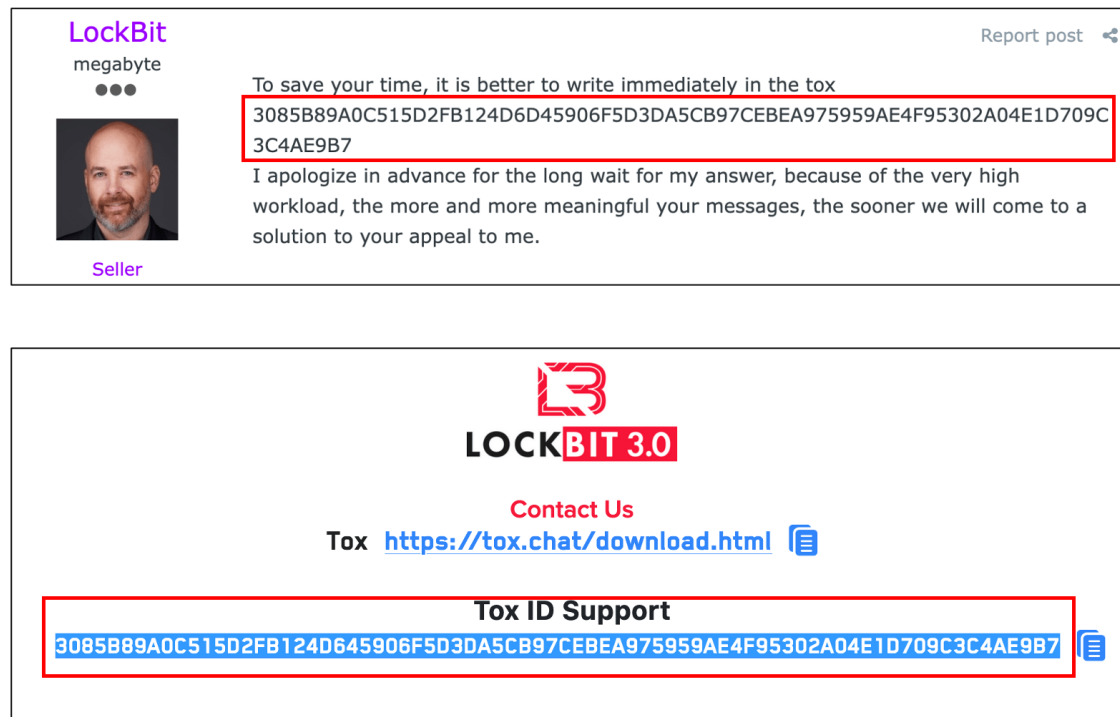 LockBit
megabyte
Seller
Report post
To save your time, it is better to write immediately in the tox
3085B89A0C515D2FB124D6D45906F5D3DA5CB97CEBEA975959AE4F95302A04E1D709C
3C4AE9B7
I apologize in advance for the long wait for my answer, because of the very high
workload, the more and more meaningful your messages, the sooner we will come to a
solution to your appeal to me.
LOCKBIT 3.0
Contact Us
Tox https://tox.chat/download.html
Tox ID Support
3085B89A0C515D2FB124D645906F5D3DA5CB97CEBEA975959AE4F95302A04E1D709C3C4AE9B7